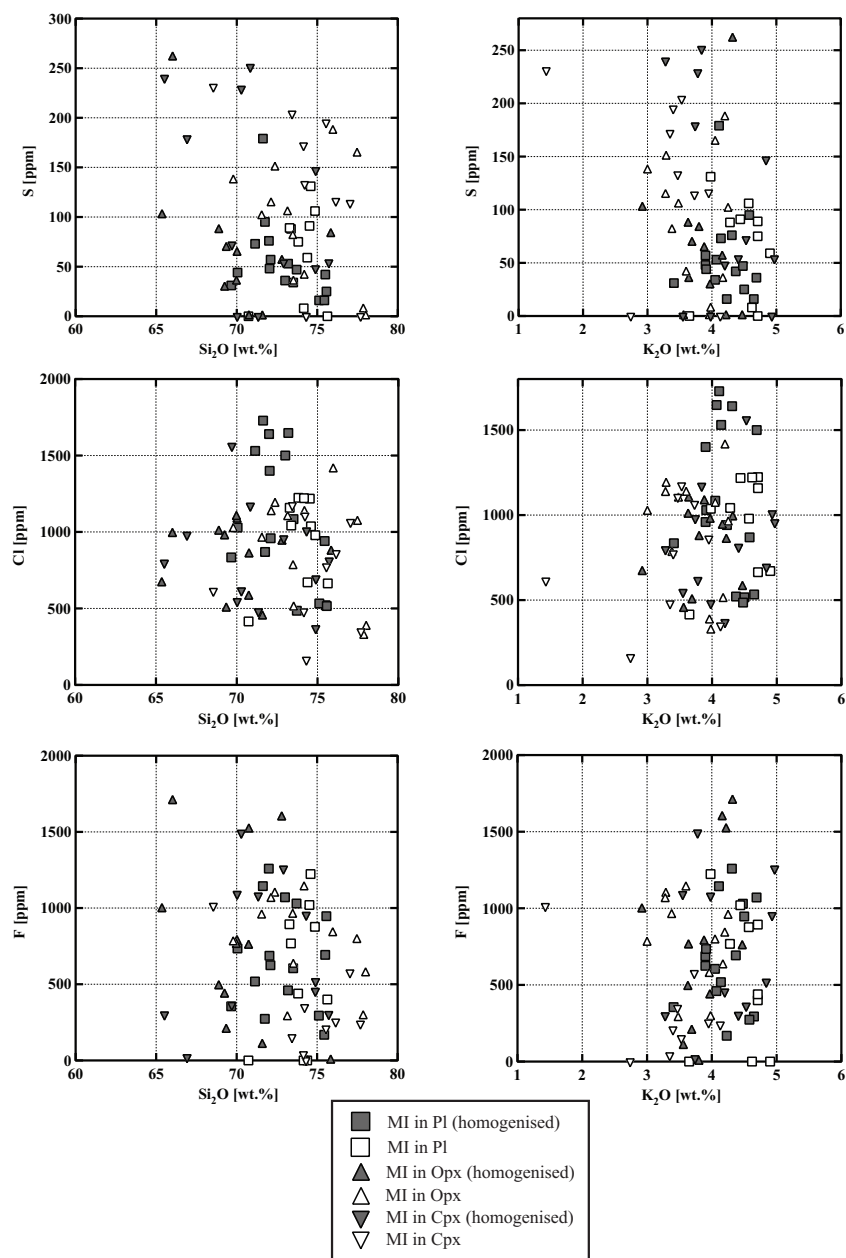 300
250
200
150
100
50
0
S [ppm]
60 65 70 75 80
Si2O [wt.%]
250
200
150
100
50
0
S [ppm]
1 2 3 4 5 6
K2O [wt.%]
2000
1500
1000
500
0
Cl [ppm]
60 65 70 75 80
Si2O [wt.%]
1500
1000
500
0
Cl [ppm]
1 2 3 4 5 6
K2O [wt.%]
2000
1500
1000
500
0
F [ppm]
60 65 70 75 80
Si2O [wt.%]
2000
1500
1000
500
0
F [ppm]
1 2 3 4 5 6
K2O [wt.%]
MI in Pl (homogenised)
MI in Pl
MI in Opx (homogenised)
MI in Opx
MI in Cpx (homogenised)
MI in Cpx